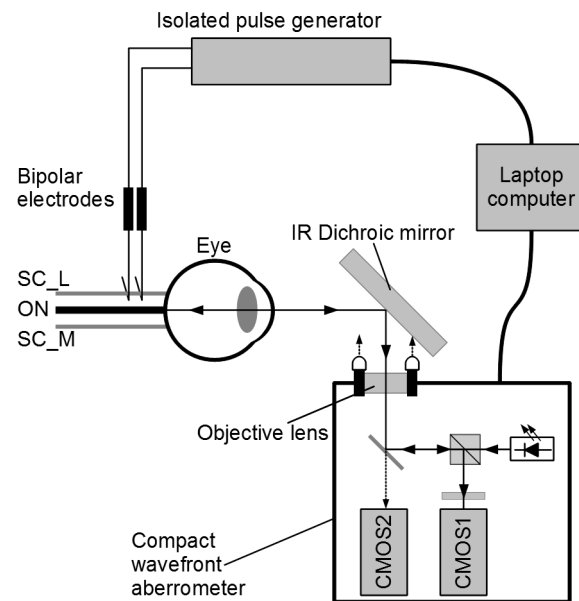 Isolated pulse generator
Bipolar
electrodes
Laptop
computer
Eye
IR Dichroic mirror
SC_L
ON
SC_M
Objective lens
Compact
wavefront
aberrometer
CMOS2
CMOS1